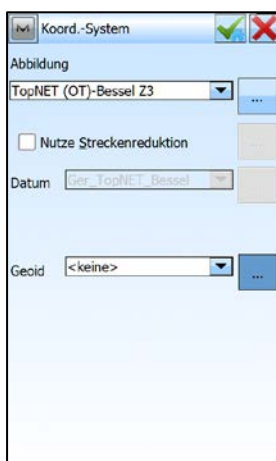 Koord.-System
Abbildung
TopNET (OT)-Bessel Z3
...
Nutze Streckenreduktion
...
Datum Ger_TopNET_Bessel
...
Geoid <keine>
...